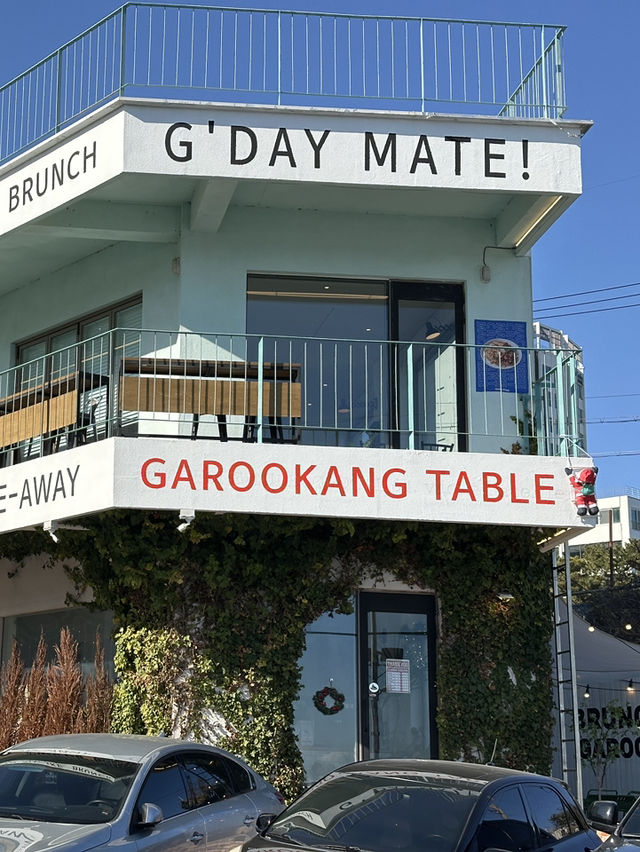 BRUNCH
G'DAY MATE!
E-AWAY
GAROOKANG TABLE
BRUNC
GAROO